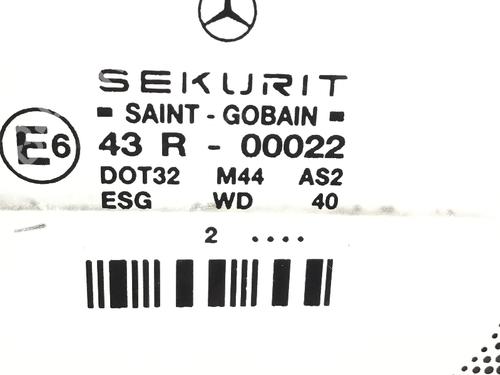 SEKURIT
SAINT - GOBAIN
E6 43 R - 00022
DOT32 M44 AS2
ESG WD 40
2 ....